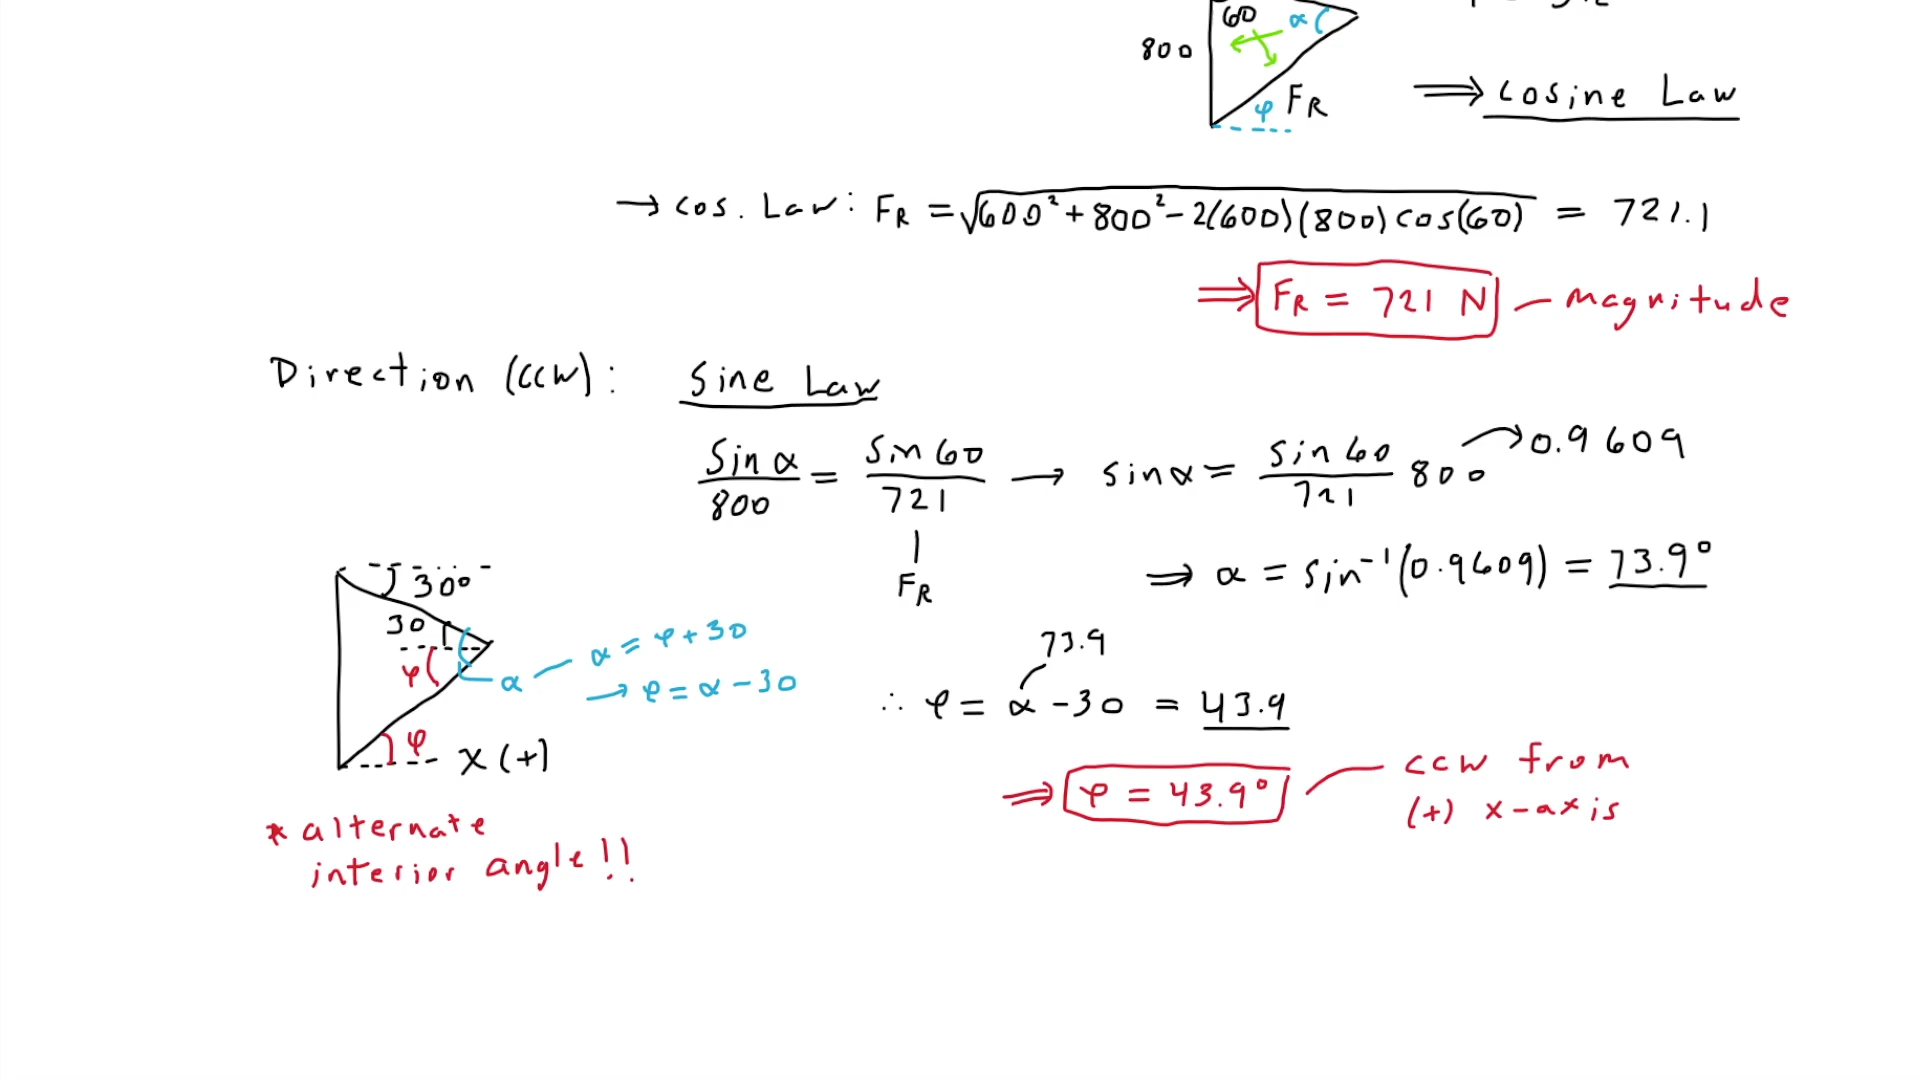 60 α
800
φ FR
⇒ cosine Law
→ cos. Law: FR = √600² + 800² - 2(600)(800) cos(60) = 721.1
⇒ FR = 721 N - magnitude
Direction (CCW): Sine Law
sin α / 800 = sin 60 / 721 → sin α = sin 60 / 721 800 → 0.9609
FR
⇒ α = sin⁻¹(0.9609) = 73.9°
30°
30
φ
α
α = φ + 30
→ φ = α - 30
73.9
∴ φ = α - 30 = 43.9
φ x (+)
⇒ φ = 43.9°
ccw from
(+) x-axis
* alternate
interior angle!!